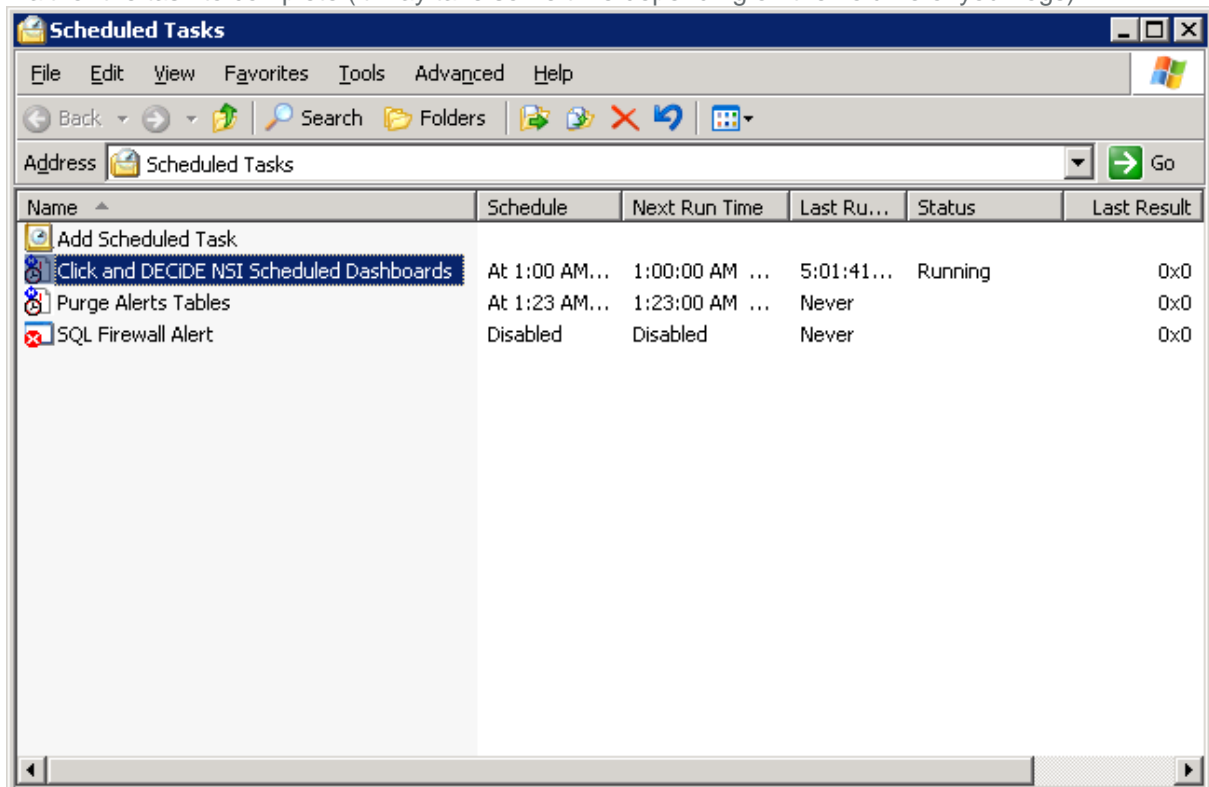 Scheduled Tasks
File Edit View Favorites Tools Advanced Help
Back Search Folders
Address Scheduled Tasks Go
Name Schedule Next Run Time Last Ru... Status Last Result
Add Scheduled Task
Click and DECiDE NSI Scheduled Dashboards At 1:00 AM... 1:00:00 AM ... 5:01:41... Running 0x0
Purge Alerts Tables At 1:23 AM... 1:23:00 AM ... Never 0x0
SQL Firewall Alert Disabled Disabled Never 0x0